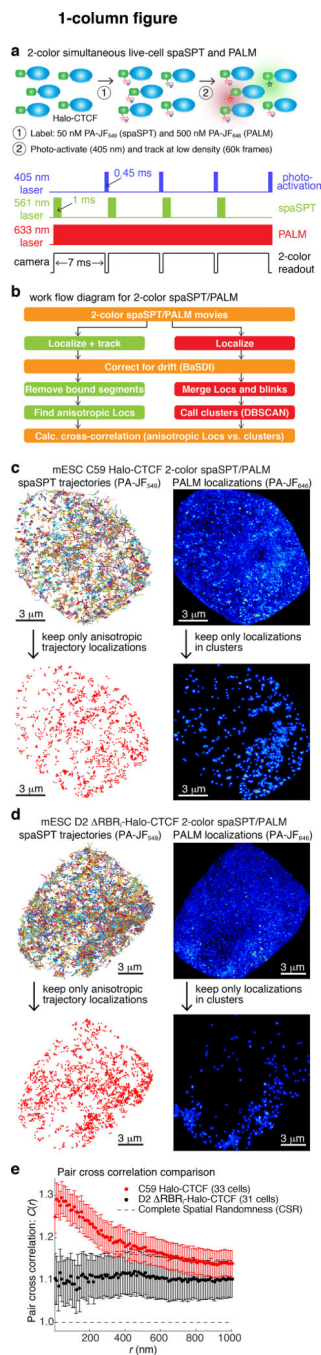 1-column figure
a 2-color simultaneous live-cell spaSPT and PALM
Halo-CTCF
1
2
1 Label: 50 nM PA-JF549 (spaSPT) and 500 nM PA-JF646 (PALM)
2 Photo-activate (405 nm) and track at low density (60k frames)
405 nm laser
0.45 ms
photo-activation
561 nm laser
1 ms
spaSPT
633 nm laser
PALM
camera
7 ms
2-color readout
b work flow diagram for 2-color spaSPT/PALM
2-color spaSPT/PALM movies
Localize + track
Localize
Correct for drift (BaSDI)
Remove bound segments
Merge Locs and blinks
Find anisotropic Locs
Call clusters (DBSCAN)
Calc. cross-correlation (anisotropic Locs vs. clusters)
c mESC C59 Halo-CTCF 2-color spaSPT/PALM
spaSPT trajectories (PA-JF549)
PALM localizations (PA-JF646)
3 μm
3 μm
keep only anisotropic trajectory localizations
keep only localizations in clusters
3 μm
3 μm
d mESC D2 ΔRBRi-Halo-CTCF 2-color spaSPT/PALM
spaSPT trajectories (PA-JF549)
PALM localizations (PA-JF646)
3 μm
3 μm
keep only anisotropic trajectory localizations
keep only localizations in clusters
3 μm
3 μm
e Pair cross correlation comparison
C59 Halo-CTCF (33 cells)
D2 ΔRBRi-Halo-CTCF (31 cells)
Complete Spatial Randomness (CSR)
Pair cross correlation: C(r)
1.3
1.2
1.1
1.0
200
400
600
800
1000
r (nm)